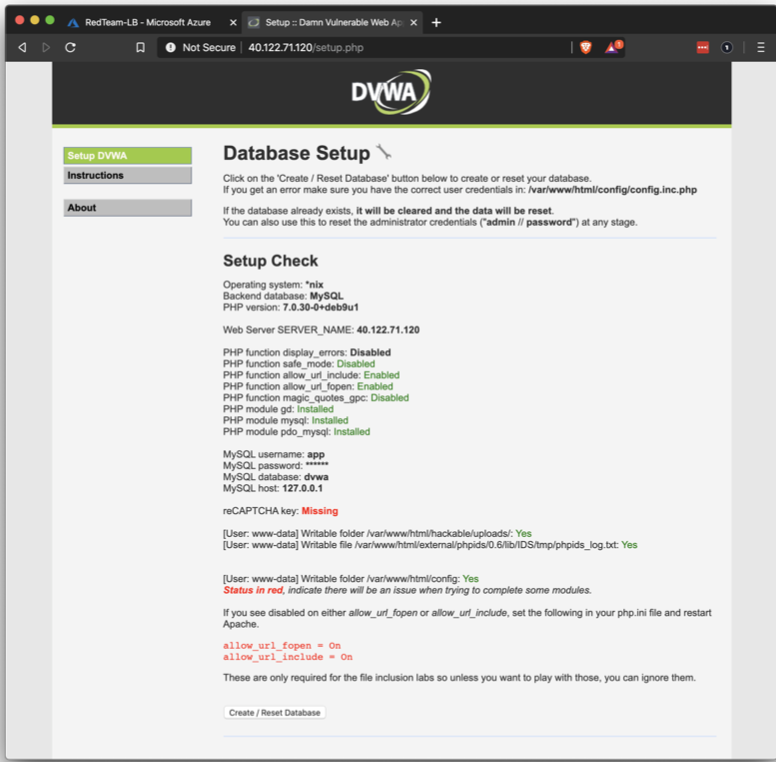 RedTeam-LB - Microsoft Azure
Setup :: Damn Vulnerable Web Ap
Not Secure | 40.122.71.120/setup.php
1
1
DVWA
Setup DVWA
Instructions
About
Database Setup
Click on the 'Create / Reset Database' button below to create or reset your database.
If you get an error make sure you have the correct user credentials in: /var/www/html/config/config.inc.php
If the database already exists, it will be cleared and the data will be reset.
You can also use this to reset the administrator credentials ("admin // password") at any stage.
Setup Check
Operating system: *nix
Backend database: MySQL
PHP version: 7.0.30-0+deb9u1
Web Server SERVER_NAME: 40.122.71.120
PHP function display_errors: Disabled
PHP function safe_mode: Disabled
PHP function allow_url_include: Enabled
PHP function allow_url_fopen: Enabled
PHP function magic_quotes_gpc: Disabled
PHP module gd: Installed
PHP module mysql: Installed
PHP module pdo_mysql: Installed
MySQL username: app
MySQL password: ******
MySQL database: dvwa
MySQL host: 127.0.0.1
reCAPTCHA key: Missing
[User: www-data] Writable folder /var/www/html/hackable/uploads/: Yes
[User: www-data] Writable file /var/www/html/external/phpids/0.6/lib/IDS/tmp/phpids_log.txt: Yes
[User: www-data] Writable folder /var/www/html/config: Yes
Status in red, indicate there will be an issue when trying to complete some modules.
If you see disabled on either allow_url_fopen or allow_url_include, set the following in your php.ini file and restart
Apache.
allow_url_fopen = On
allow_url_include = On
These are only required for the file inclusion labs so unless you want to play with those, you can ignore them.
Create / Reset Database